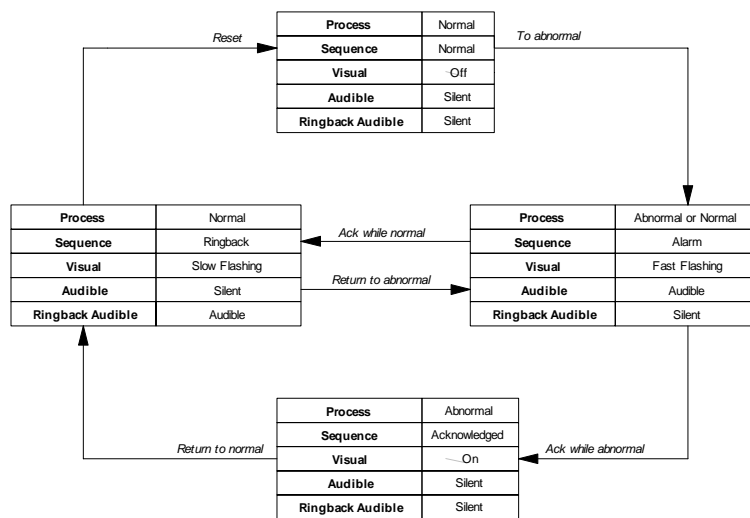 Process Normal
Sequence Normal
Visual Off
Audible Silent
Ringback Audible Silent
Reset
To abnormal
Process Normal
Sequence Ringback
Visual Slow Flashing
Audible Silent
Ringback Audible Audible
Ack while normal
Return to abnormal
Process Abnormal or Normal
Sequence Alarm
Visual Fast Flashing
Audible Audible
Ringback Audible Silent
Return to normal
Ack while abnormal
Process Abnormal
Sequence Acknowledged
Visual On
Audible Silent
Ringback Audible Silent